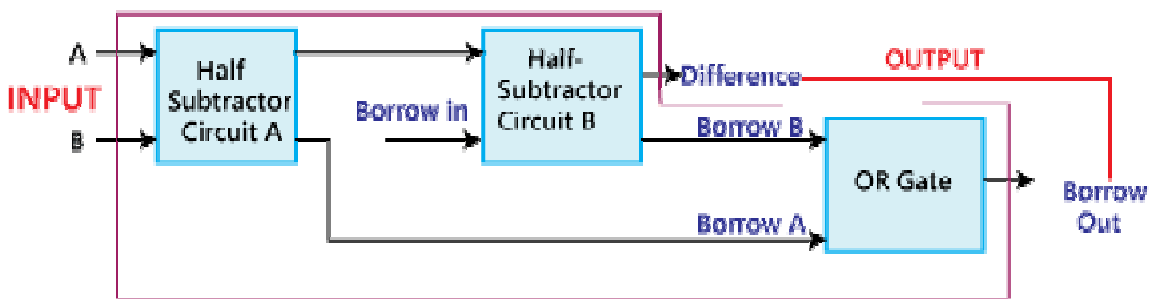 A
INPUT
B
Half
Subtractor
Circuit A
Borrow in
Half-
Subtractor
Circuit B
Difference
OUTPUT
Borrow B
Borrow A
OR Gate
Borrow
Out